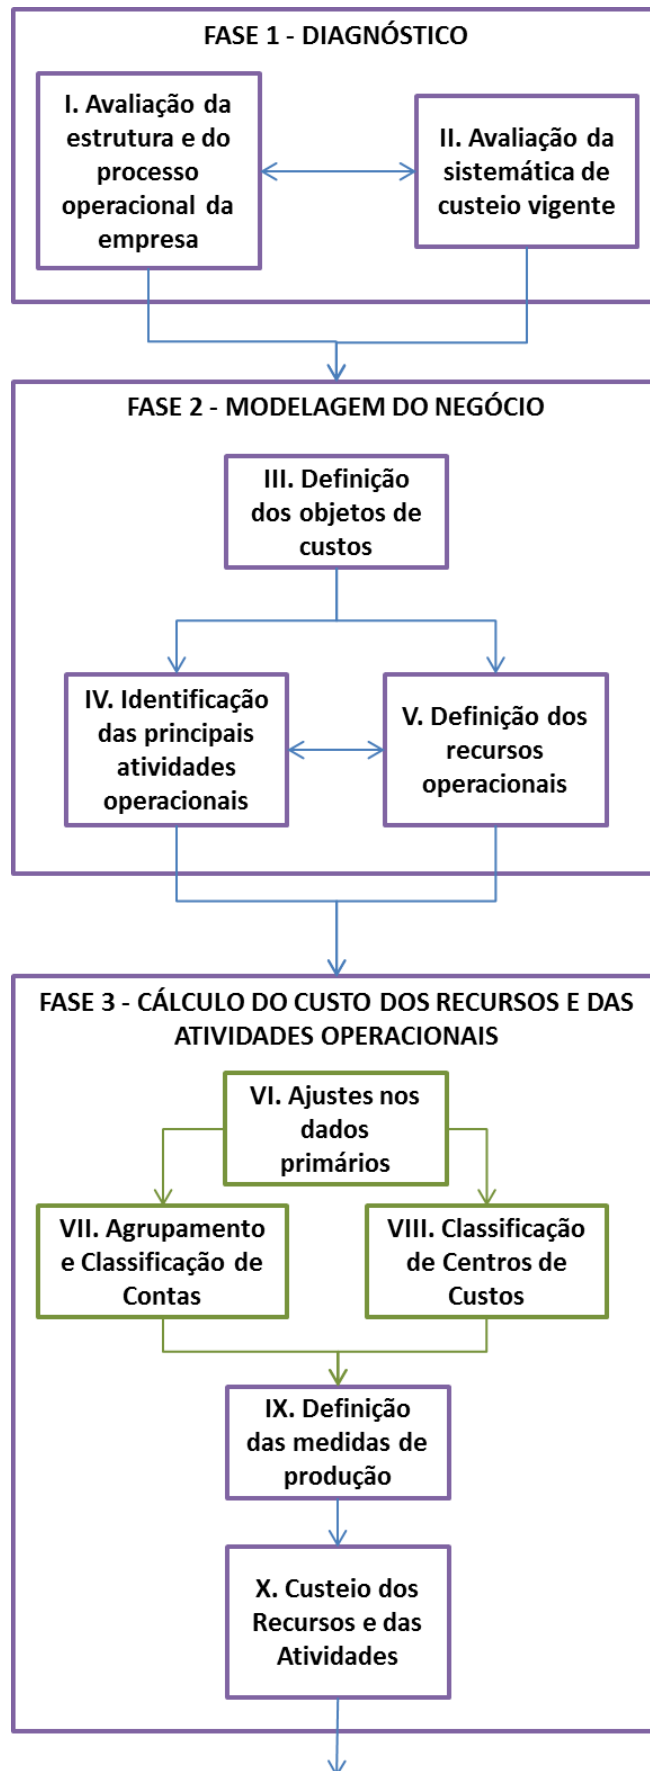 FASE 1 - DIAGNÓSTICO
I. Avaliação da
estrutura e do
processo
operacional da
empresa
II. Avaliação da
sistemática de
custeio vigente
FASE 2 - MODELAGEM DO NEGÓCIO
III. Definição
dos objetos de
custos
IV. Identificação
das principais
atividades
operacionais
V. Definição dos
recursos
operacionais
FASE 3 - CÁLCULO DO CUSTO DOS RECURSOS E DAS
ATIVIDADES OPERACIONAIS
VI. Ajustes nos
dados
primários
VII. Agrupamento
e Classificação de
Contas
VIII. Classificação
de Centros de
Custos
IX. Definição
das medidas de
produção
X. Custeio dos
Recursos e das
Atividades